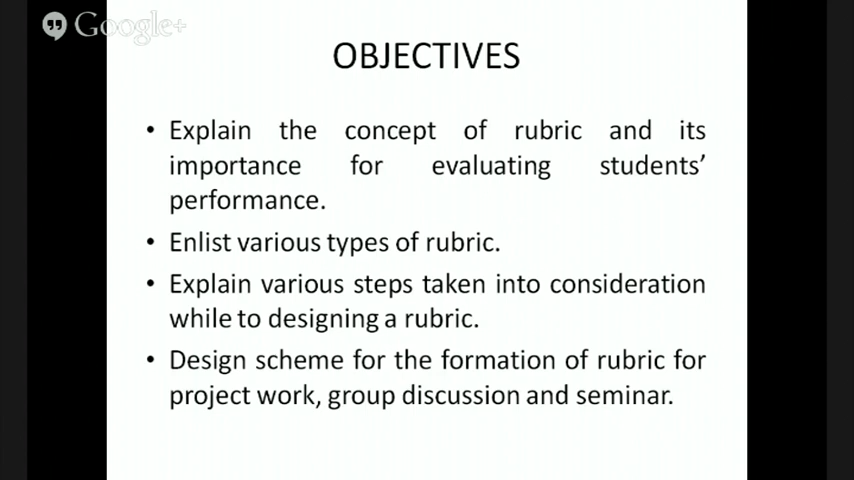 Google+
OBJECTIVES
• Explain the concept of rubric and its
importance for evaluating students’
performance.
• Enlist various types of rubric.
• Explain various steps taken into consideration
while to designing a rubric.
• Design scheme for the formation of rubric for
project work, group discussion and seminar.